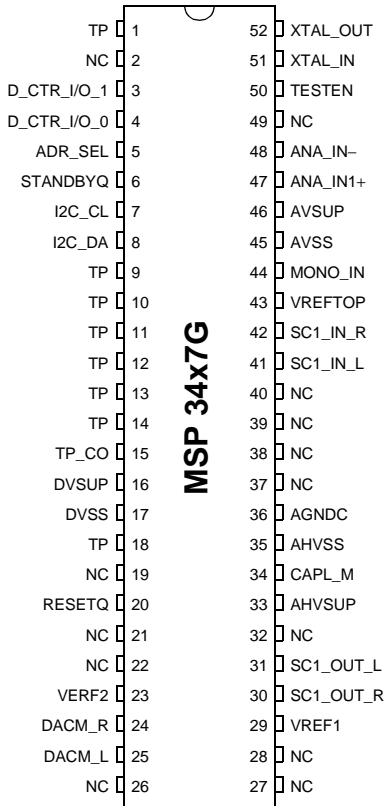 TP 1 52 XTAL_OUT
NC 2 51 XTAL_IN
D_CTR_I/O_1 3 50 TESTEN
D_CTR_I/O_0 4 49 NC
ADR_SEL 5 48 ANA_IN−
STANDBYQ 6 47 ANA_IN1+
I2C_CL 7 46 AVSUP
I2C_DA 8 45 AVSS
TP 9 44 MONO_IN
TP 10 43 VREFTOP
TP 11 42 SC1_IN_R
TP 12 41 SC1_IN_L
TP 13 40 NC
TP 14 39 NC
TP_CO 15 38 NC
DVSUP 16 37 NC
DVSS 17 36 AGNDC
TP 18 35 AHVSS
NC 19 34 CAPL_M
RESETQ 20 33 AHVSUP
NC 21 32 NC
NC 22 31 SC1_OUT_L
VERF2 23 30 SC1_OUT_R
DACM_R 24 29 VREF1
DACM_L 25 28 NC
NC 26 27 NC
MSP 34x7G